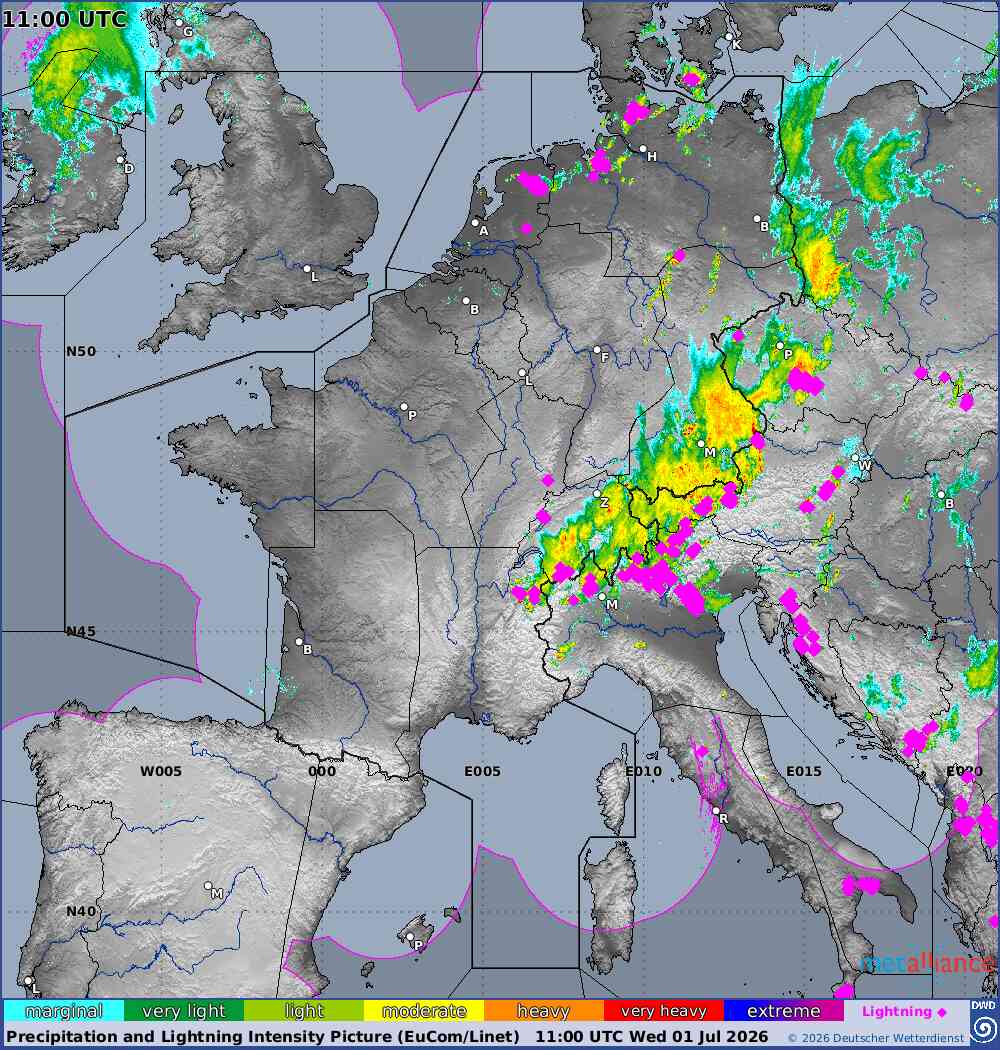 11:00 UTC
G
K
D
H
A
B
L
B
N50
F
P
L
P
M
W
Z
B
M
N45
B
W005
000
E005
E010
E015
E020
R
M
N40
P
L
metalliance
marginal
very light
light
moderate
heavy
very heavy
extreme
Lightning
DWD
Precipitation and Lightning Intensity Picture (EuCom/Linet) 11:00 UTC Wed 01 Jul 2026
© 2026 Deutscher Wetterdienst